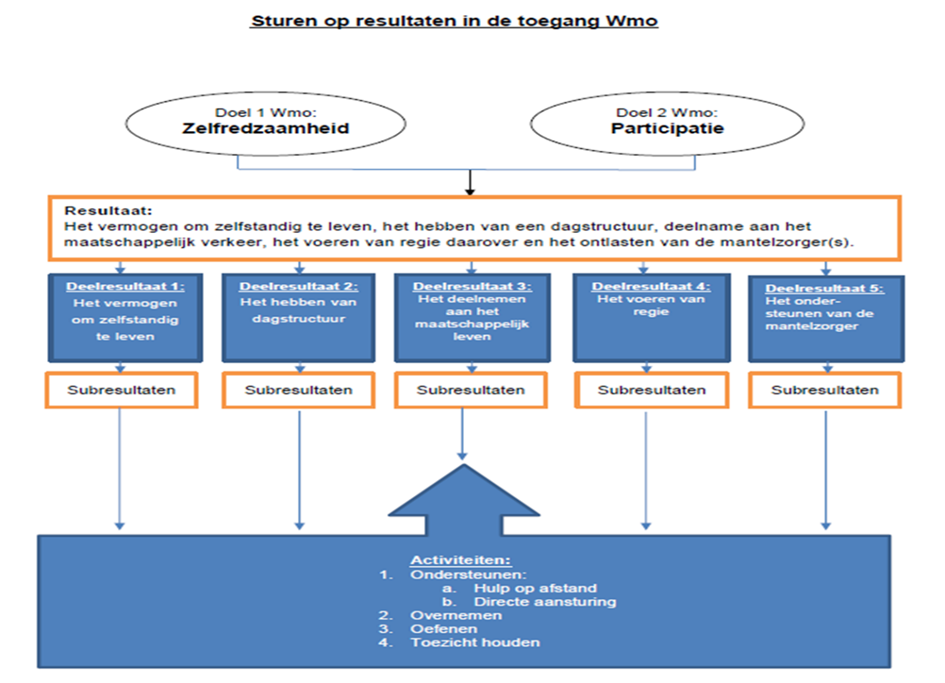 Sturen op resultaten in de toegang Wmo
Doel 1 Wmo:
Zelfredzaamheid
Doel 2 Wmo:
Participatie
Resultaat:
Het vermogen om zelfstandig te leven, het hebben van een dagstructuur, deelname aan het
maatschappelijk verkeer, het voeren van regie daarover en het ontlasten van de mantelzorger(s).
Deelresultaat 1:
Het vermogen
om zelfstandig
te leven
Deelresultaat 2:
Het hebben van
dagstructuur
Deelresultaat 3:
Het deelnemen
aan het
maatschappelijk
leven
Deelresultaat 4:
Het voeren van
regie
Deelresultaat 5:
Het onder-
steunen van de
mantelzorger
Subresultaten
Subresultaten
Subresultaten
Subresultaten
Subresultaten
Activiteiten:
1. Ondersteunen:
a. Hulp op afstand
b. Directe aansturing
2. Overnemen
3. Oefenen
4. Toezicht houden